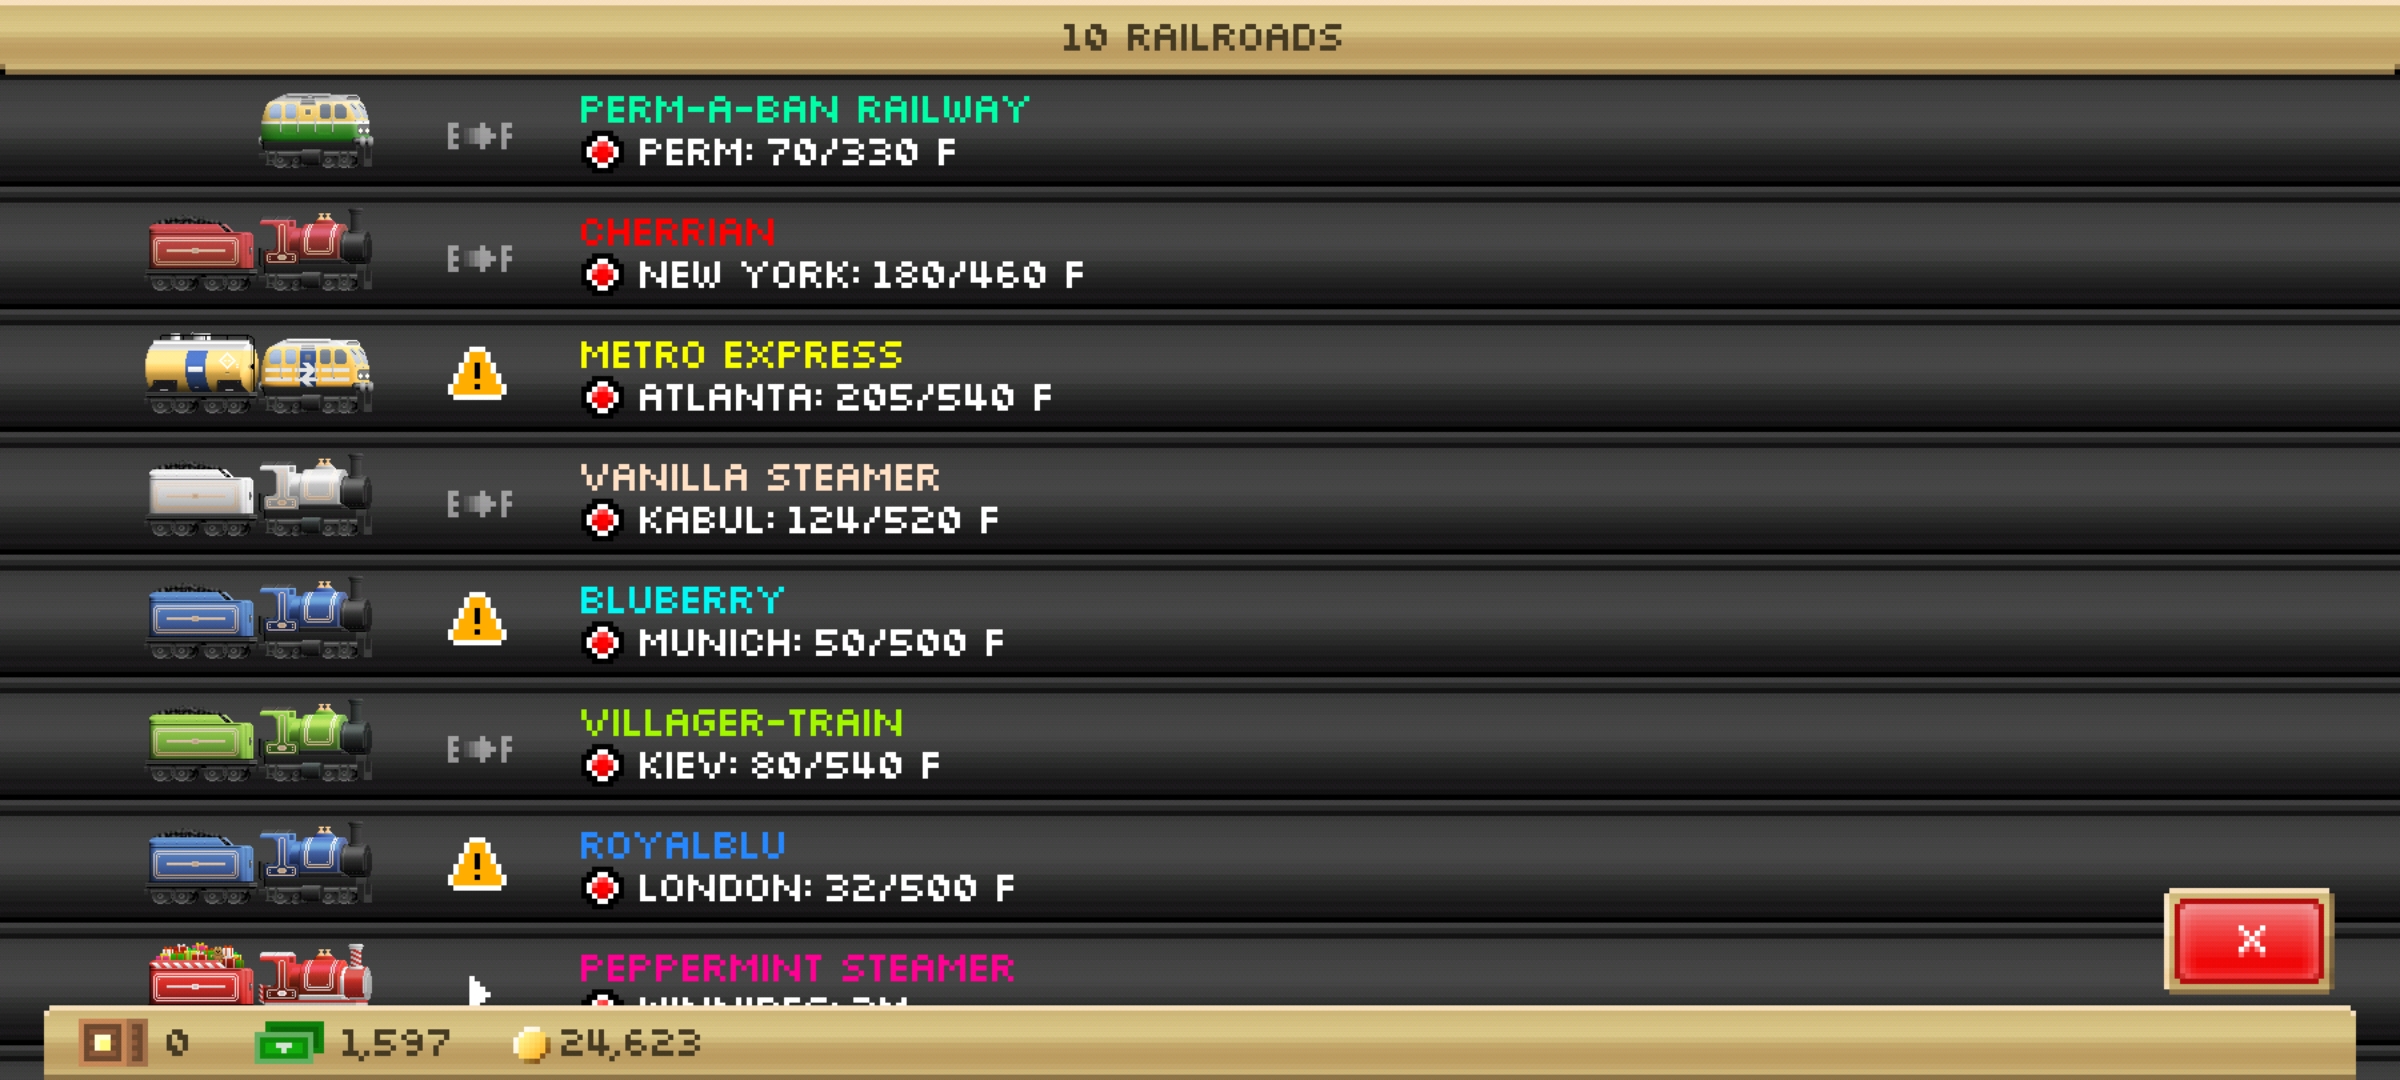 10 RAILROADS
PERM-A-BAN RAILWAY
E F
PERM: 70/330 F
CHERRIAN
E F
NEW YORK: 180/460 F
METRO EXPRESS
ATLANTA: 205/540 F
VANILLA STEAMER
E F
KABUL: 124/520 F
BLUBERRY
MUNICH: 50/500 F
VILLAGER-TRAIN
E F
KIEV: 80/540 F
ROYALBLU
LONDON: 32/500 F
PEPPERMINT STEAMER
WINNIPEG: 2M
X
0 1,597 24,623